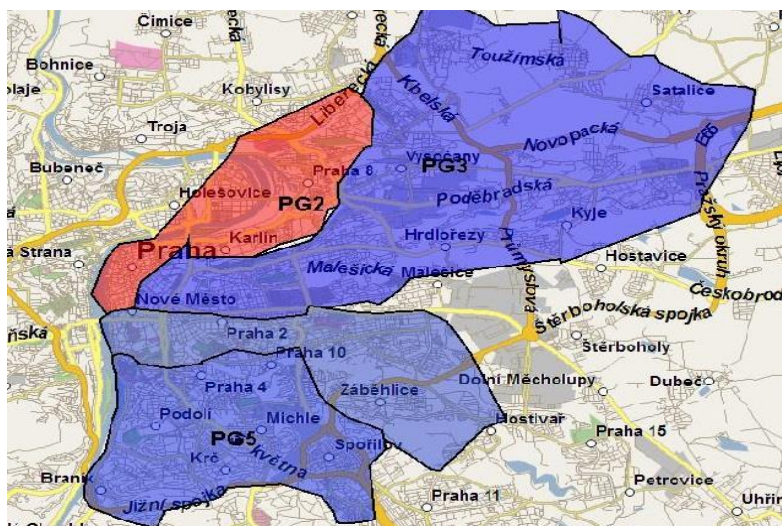 Čimice
Bohnice
Kobylisy
Liberecká
Toužimská
Kbelská
Satalice
Troja
Novopacká
E65
Bubeneč
Praha 8
Vysočany
PG3
Holešovice
PG2
Poděbradská
Pražský okruh
Kyje
Karlín
Hrdlořezy
Praha
Malešická
Průmyslová
Hostavice
Malešice
Nové Město
Českobrod
Štěrboholská spojka
Praha 2
Štěrboholy
Praha 10
Praha 4
Záběhlice
Dolní Měcholupy
Dubeč
Podolí
Michle
Hostivař
PG5
Spořilov
Praha 15
Krč
května
Braník
Petrovice
Jižní spojka
Praha 11
Uhřin